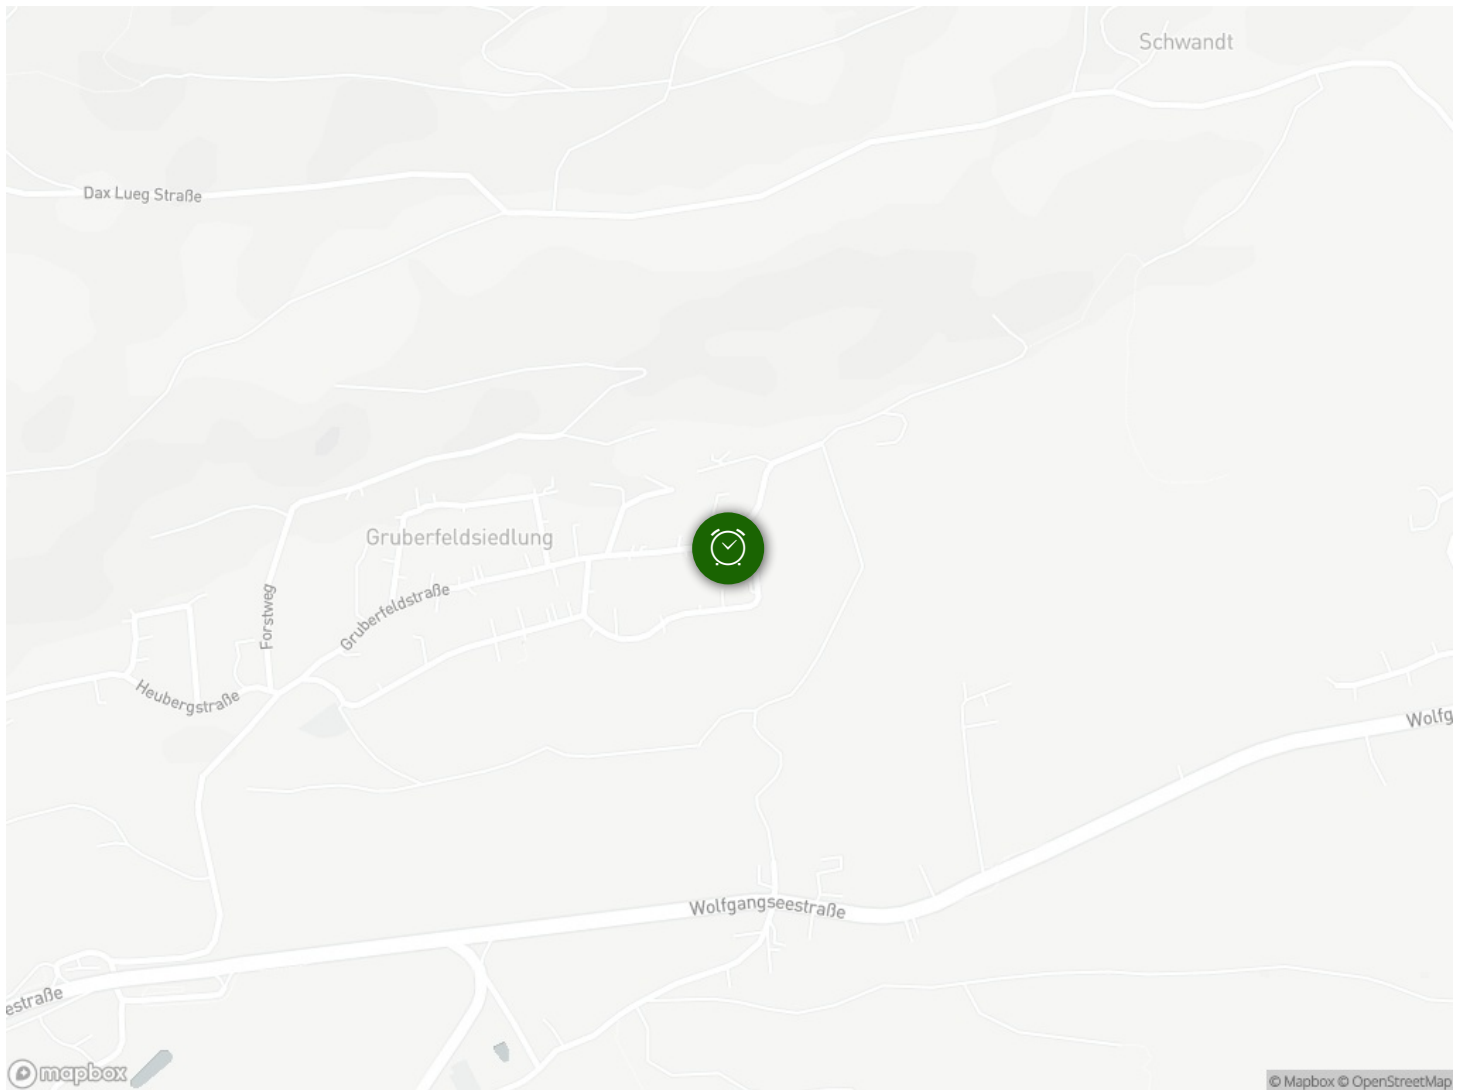 Schwandt
Dax Lueg Straße
Gruberfeldsiedlung
Forstweg
Gruberfeldstraße
Heubergstraße
Wolfg
Wolfgangseestraße
estraße
mapbox
© Mapbox © OpenStreetMap